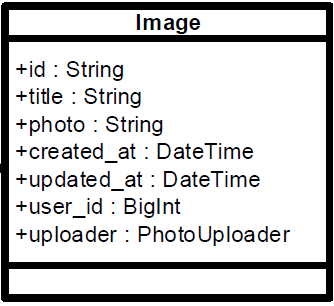 Image
+id : String
+title : String
+photo : String
+created_at : DateTime
+updated_at : DateTime
+user_id : BigInt
+uploader : PhotoUploader